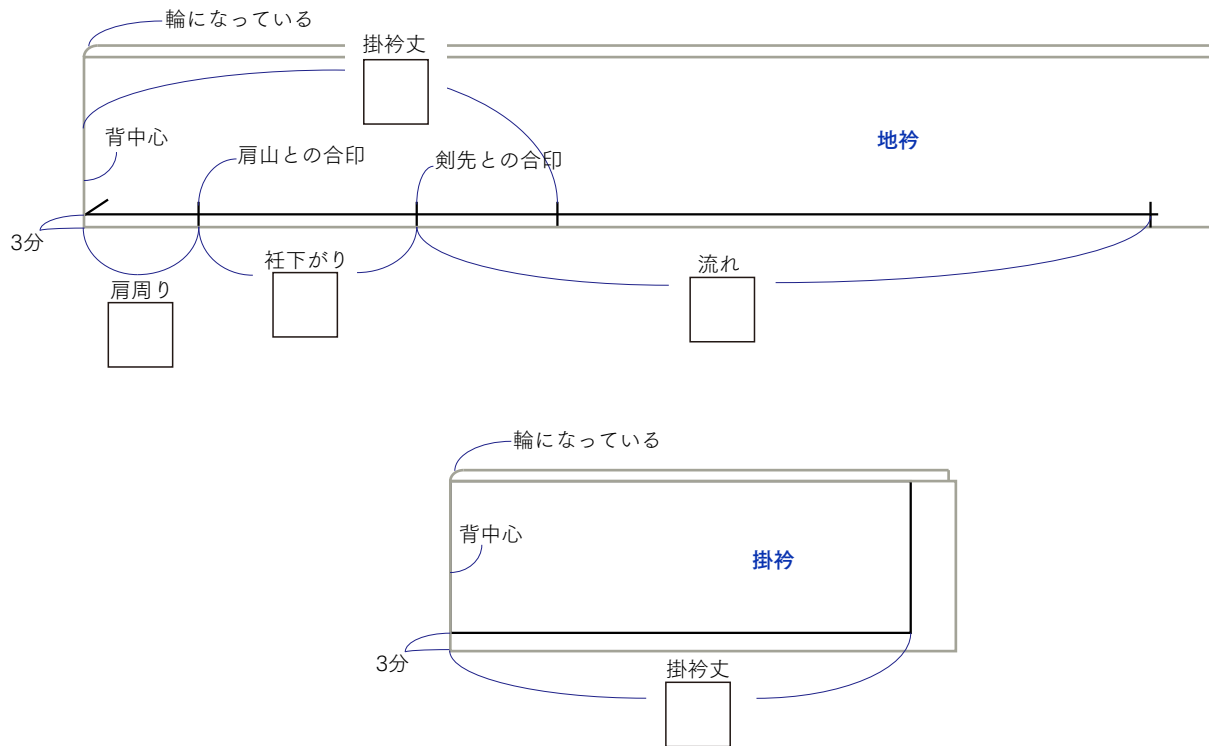 輪になっている
掛衿丈
背中心
肩山との合印
剣先との合印
地衿
3分
肩周り
衽下がり
流れ
輪になっている
背中心
掛衿
3分
掛衿丈